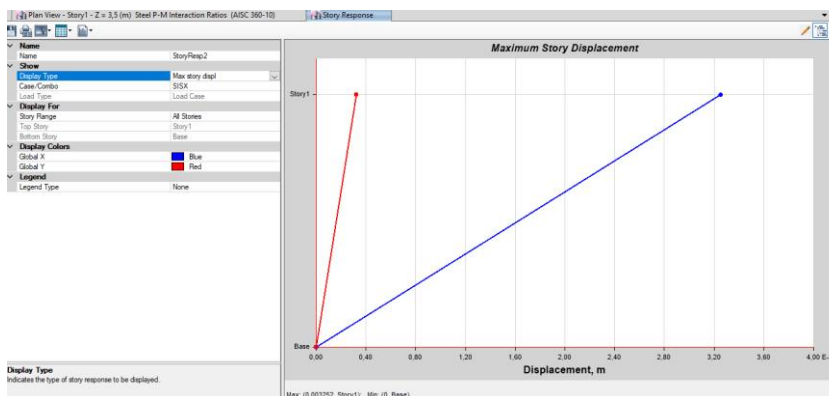 Plan View - Story1 - Z = 3,5 (m) Steel P-M Interaction Ratios (AISC 360-10)
Story Response
Name
Name StoryResp2
Show
Display Type Max story displ
Case/Combo SISX
Load Type Load Case
Display For
Story Range All Stories
Top Story Story1
Bottom Story Base
Display Colors
Global X Blue
Global Y Red
Legend
Legend Type None
Display Type
Indicates the type of story response to be displayed.
Maximum Story Displacement
Story1
Base
0,00 0,40 0,80 1,20 1,60 2,00 2,40 2,80 3,20 3,60 4,00 E-
Displacement, m
Max: (0,003252, Story1); Min: (0, Base)